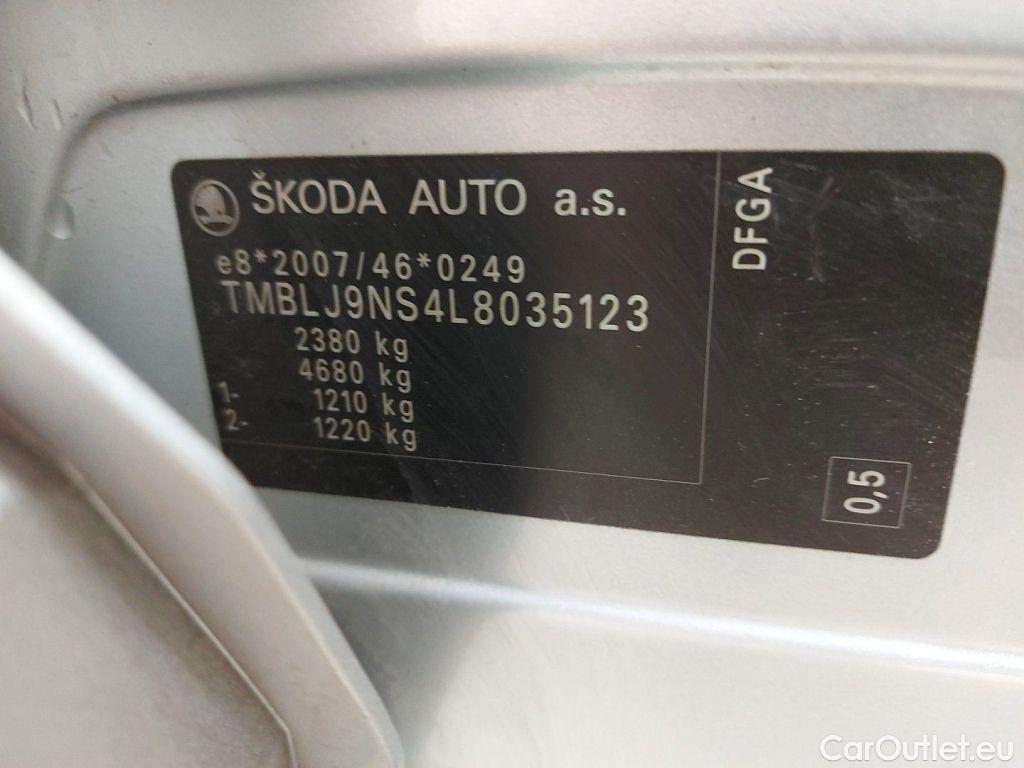 ŠKODA AUTO a.s.
e8*2007/46*0249
TMBLJ9NS4L8035123
2380 kg
4680 kg
1- 1210 kg
2- 1220 kg
DFGA
0,5
CarOutlet.eu